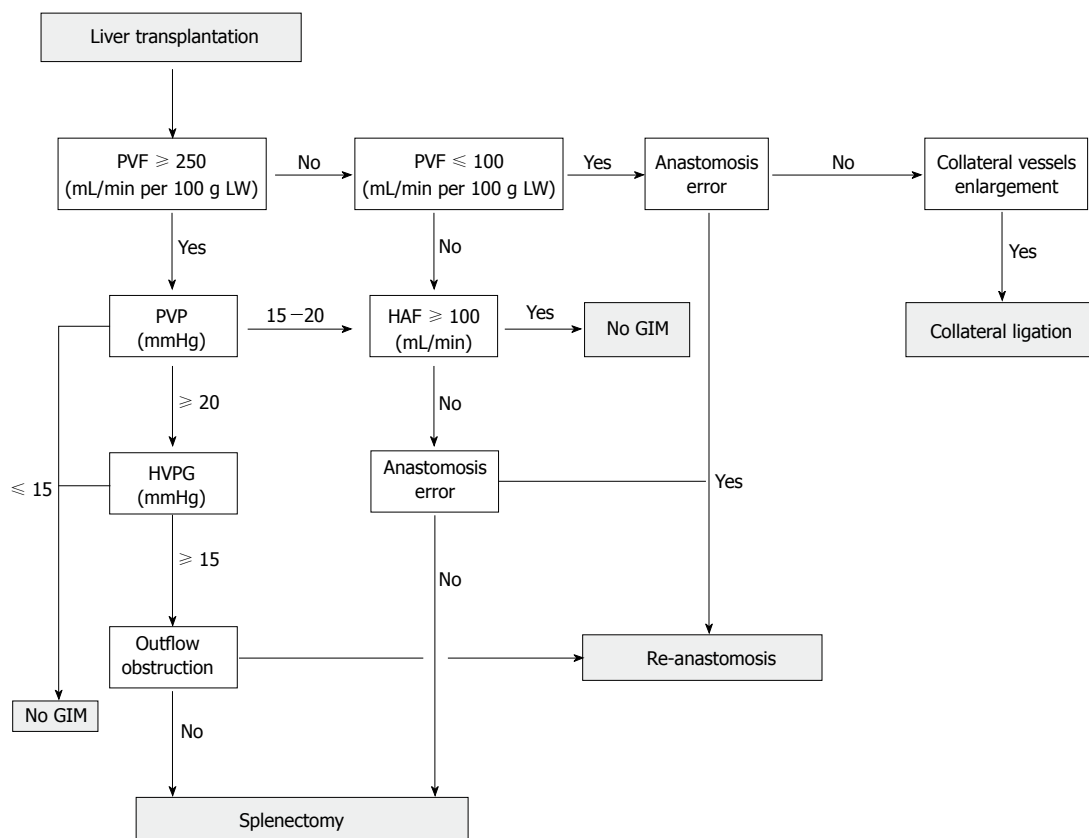 Liver transplantation
PVF ⩾ 250
(mL/min per 100 g LW)
No
PVF ⩽ 100
(mL/min per 100 g LW)
Yes
Anastomosis
error
No
Collateral vessels
enlargement
Yes
No
Yes
PVP
(mmHg)
15－20
HAF ⩾ 100
(mL/min)
Yes
No GIM
Collateral ligation
⩾ 20
No
HVPG
(mmHg)
Anastomosis
error
⩽ 15
Yes
⩾ 15
No
Outflow
obstruction
Re-anastomosis
No GIM
No
Splenectomy